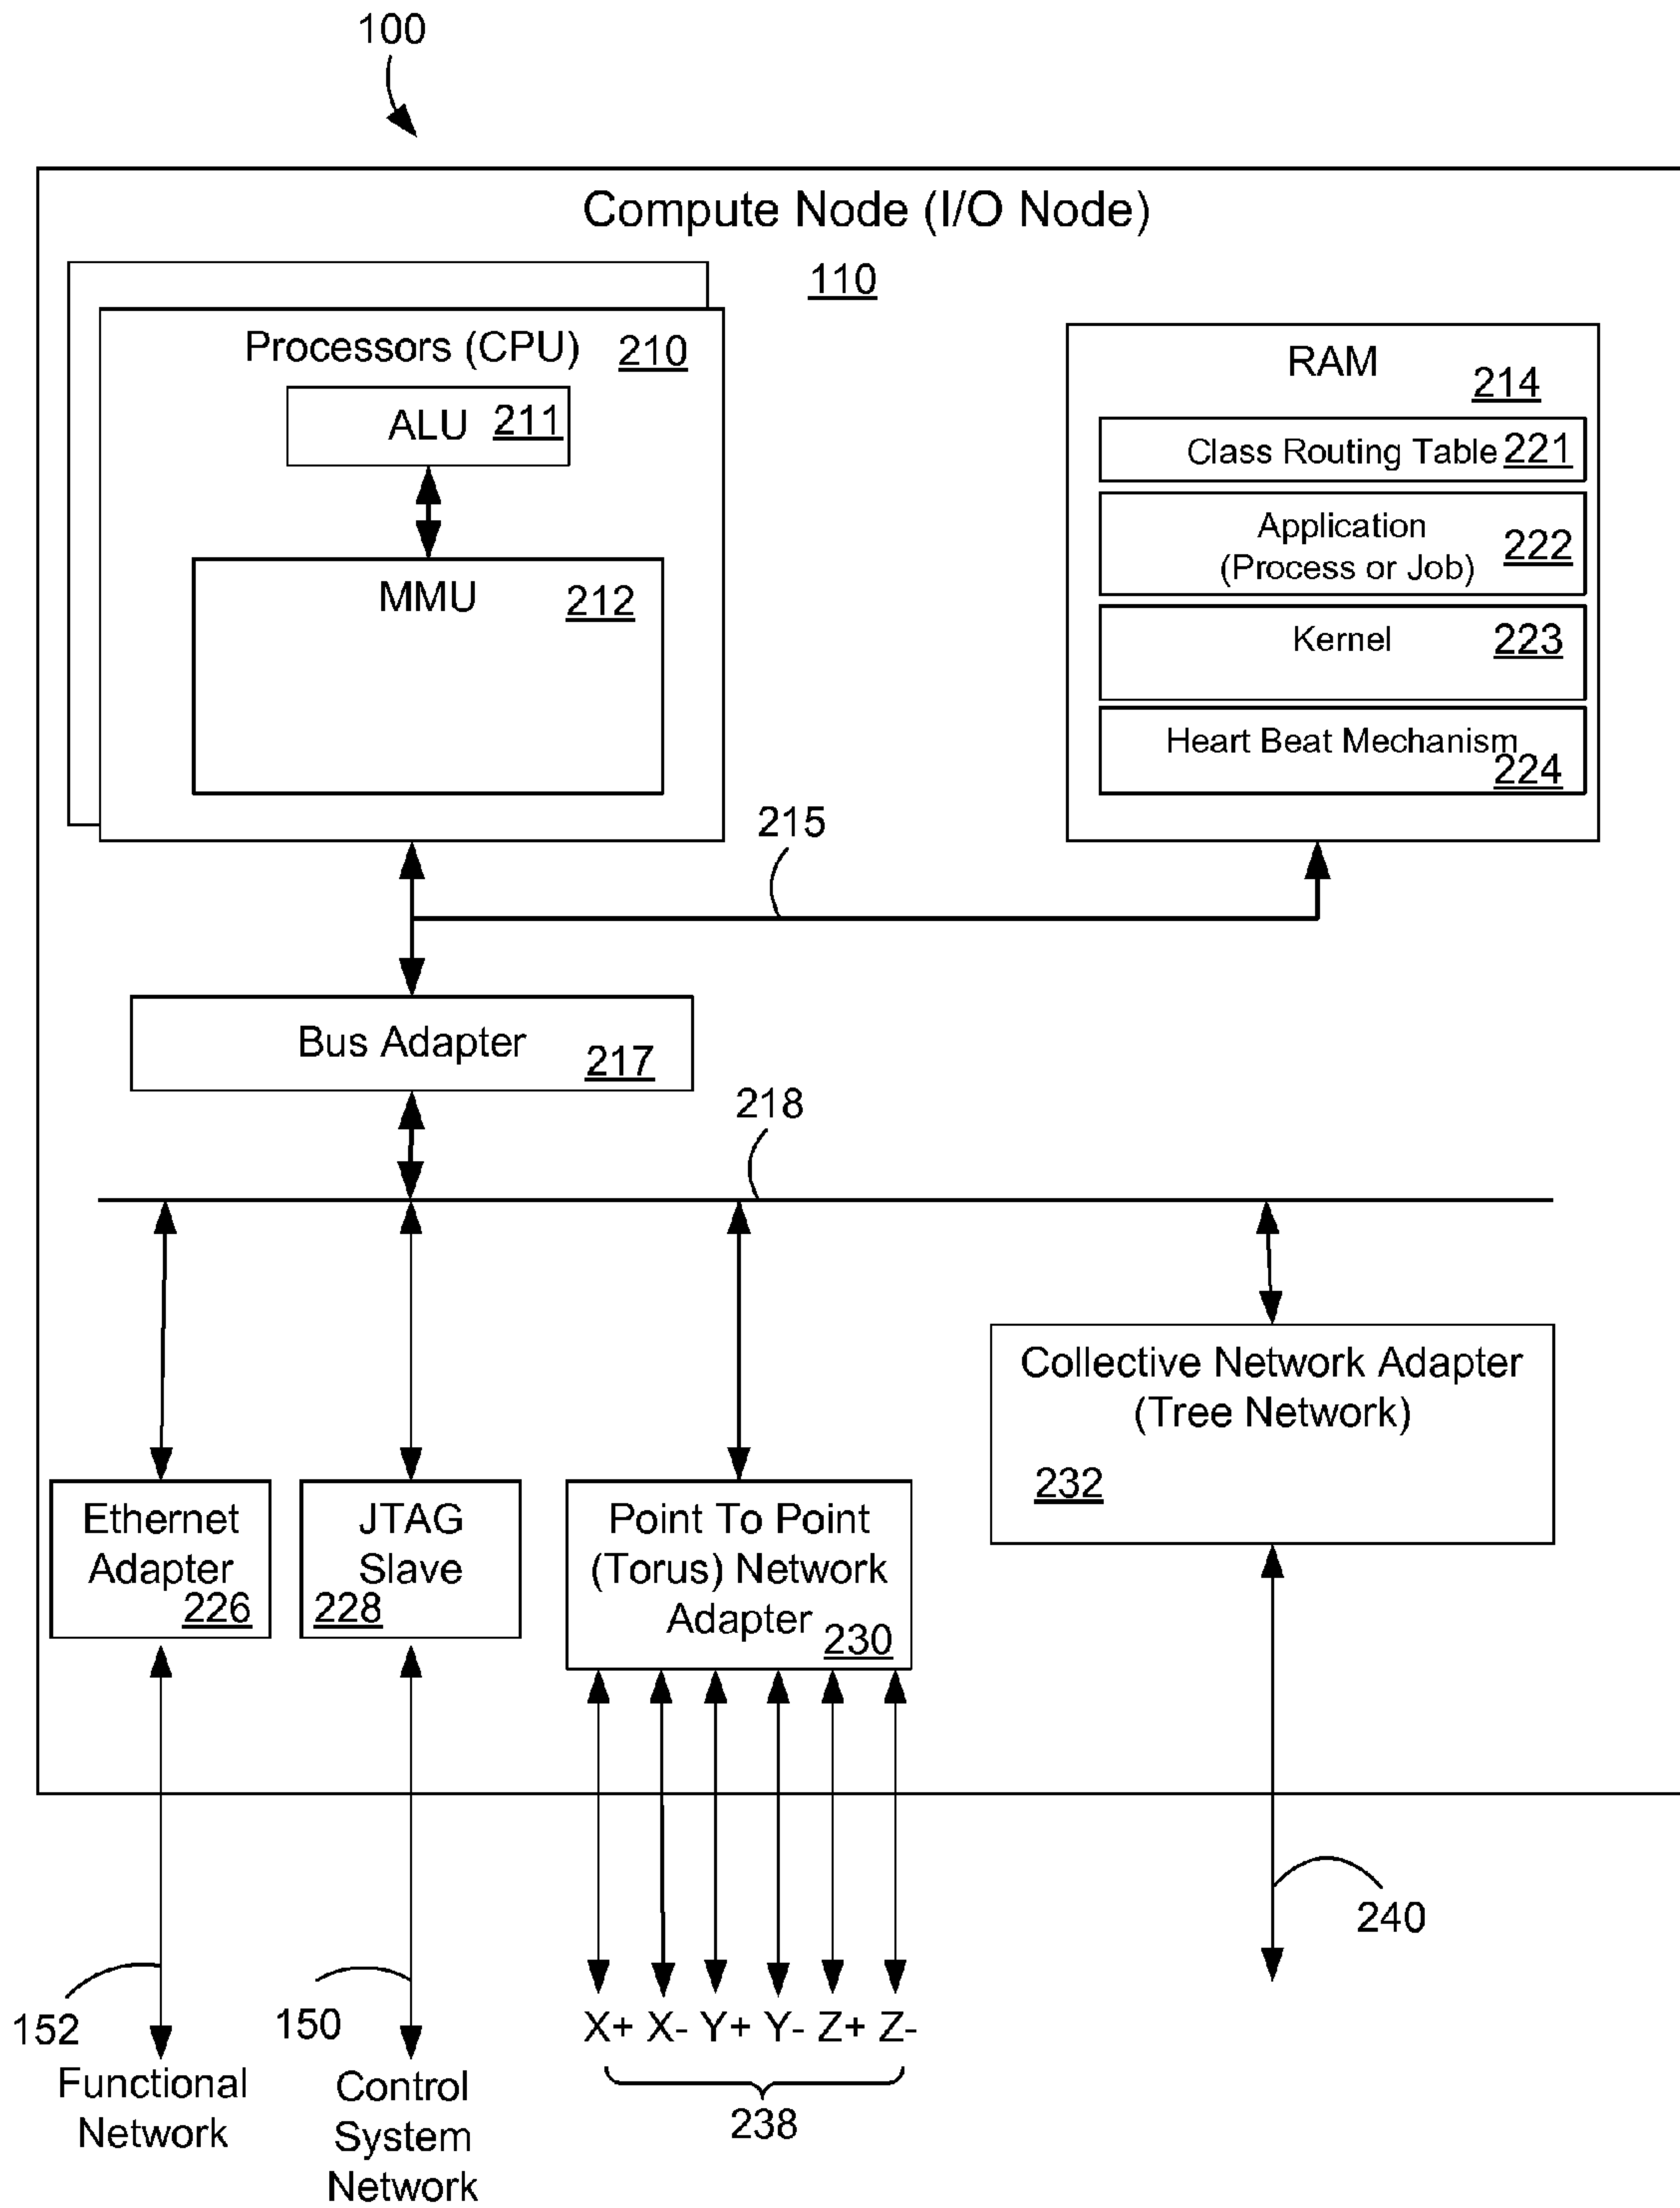 100
Compute Node (I/O Node)
110
Processors (CPU) 210
ALU 211
MMU 212
RAM 214
Class Routing Table 221
Application
(Process or Job) 222
Kernel 223
Heart Beat Mechanism
224
215
Bus Adapter 217
218
Collective Network Adapter
(Tree Network)
232
Ethernet
Adapter
226
JTAG
Slave
228
Point To Point
(Torus) Network
Adapter 230
240
152
150
X+ X- Y+ Y- Z+ Z-
Functional
Network
Control
System
Network
238